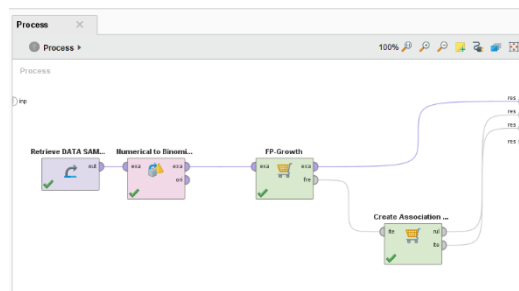 Process
Process
100%
Process
inp
res
res
res
res
Retrieve DATA SAM...
out
Numerical to Binomi...
exa
exa
ori
FP-Growth
exa
exa
fre
Create Association ...
ite
rul
ite